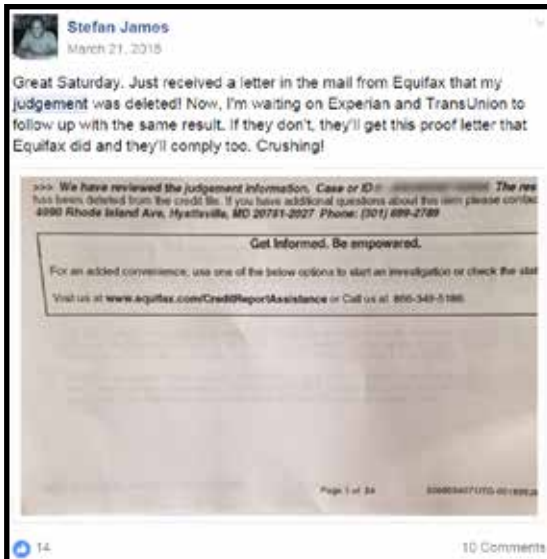 Stefan James
March 21, 2018
Great Saturday. Just received a letter in the mail from Equifax that my
judgement was deleted! Now, I'm waiting on Experian and TransUnion to
follow up with the same result. If they don't, they'll get this proof letter that
Equifax did and they'll comply too. Crushing!
>>> We have reviewed the judgement information. Case or ID#: The res
has been deleted from the credit file. If you have additional questions about this item please contac
4990 Rhode Island Ave, Hyattsville, MD 20781-2027 Phone: (301) 699-2789
Get Informed. Be empowered.
For an added convenience, use one of the below options to start an investigation or check the stat
Visit us at www.equifax.com/CreditReportAssistance or Call us at 866-349-5186
Page 1 of 34
14
10 Comments